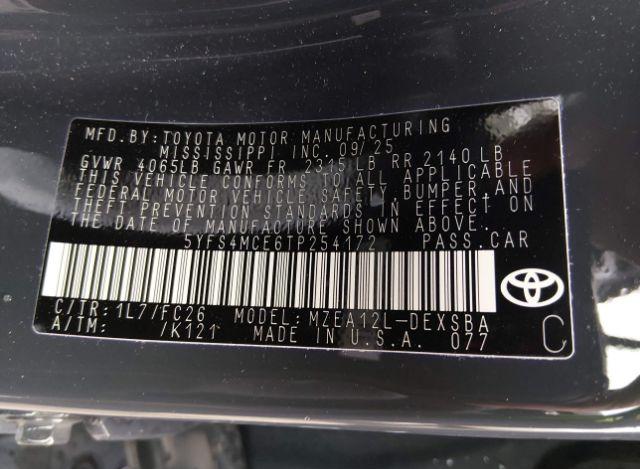 MFD. BY: TOYOTA MOTOR MANUFACTURING
MISSISSIPPI INC. 09/25
GVWR 4065LB GAWR FR 2315LB RR 2140LB
THIS VEHICLE CONFORMS TO ALL APPLICABLE
FEDERAL MOTOR VEHICLE SAFETY, BUMPER, AND
THEFT PREVENTION STANDARDS IN EFFECT ON
THE DATE OF MANUFACTURE SHOWN ABOVE.
5YFS4MCE6TP254172 PASS.CAR
C/TR: 1L7/FC26 MODEL: MZEA12L-DEXSBA
A/TM: /K121 MADE IN U.S.A. 077 C